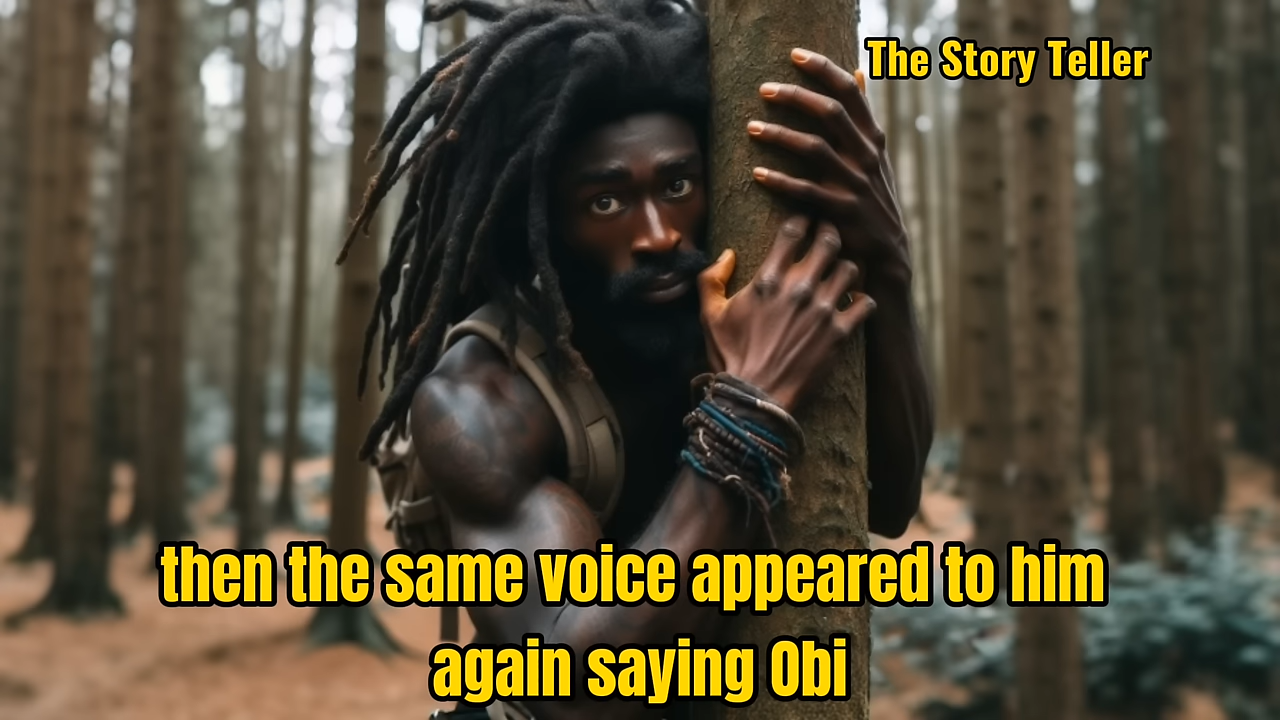 The Story Teller
then the same voice appeared to him
again saying Obi